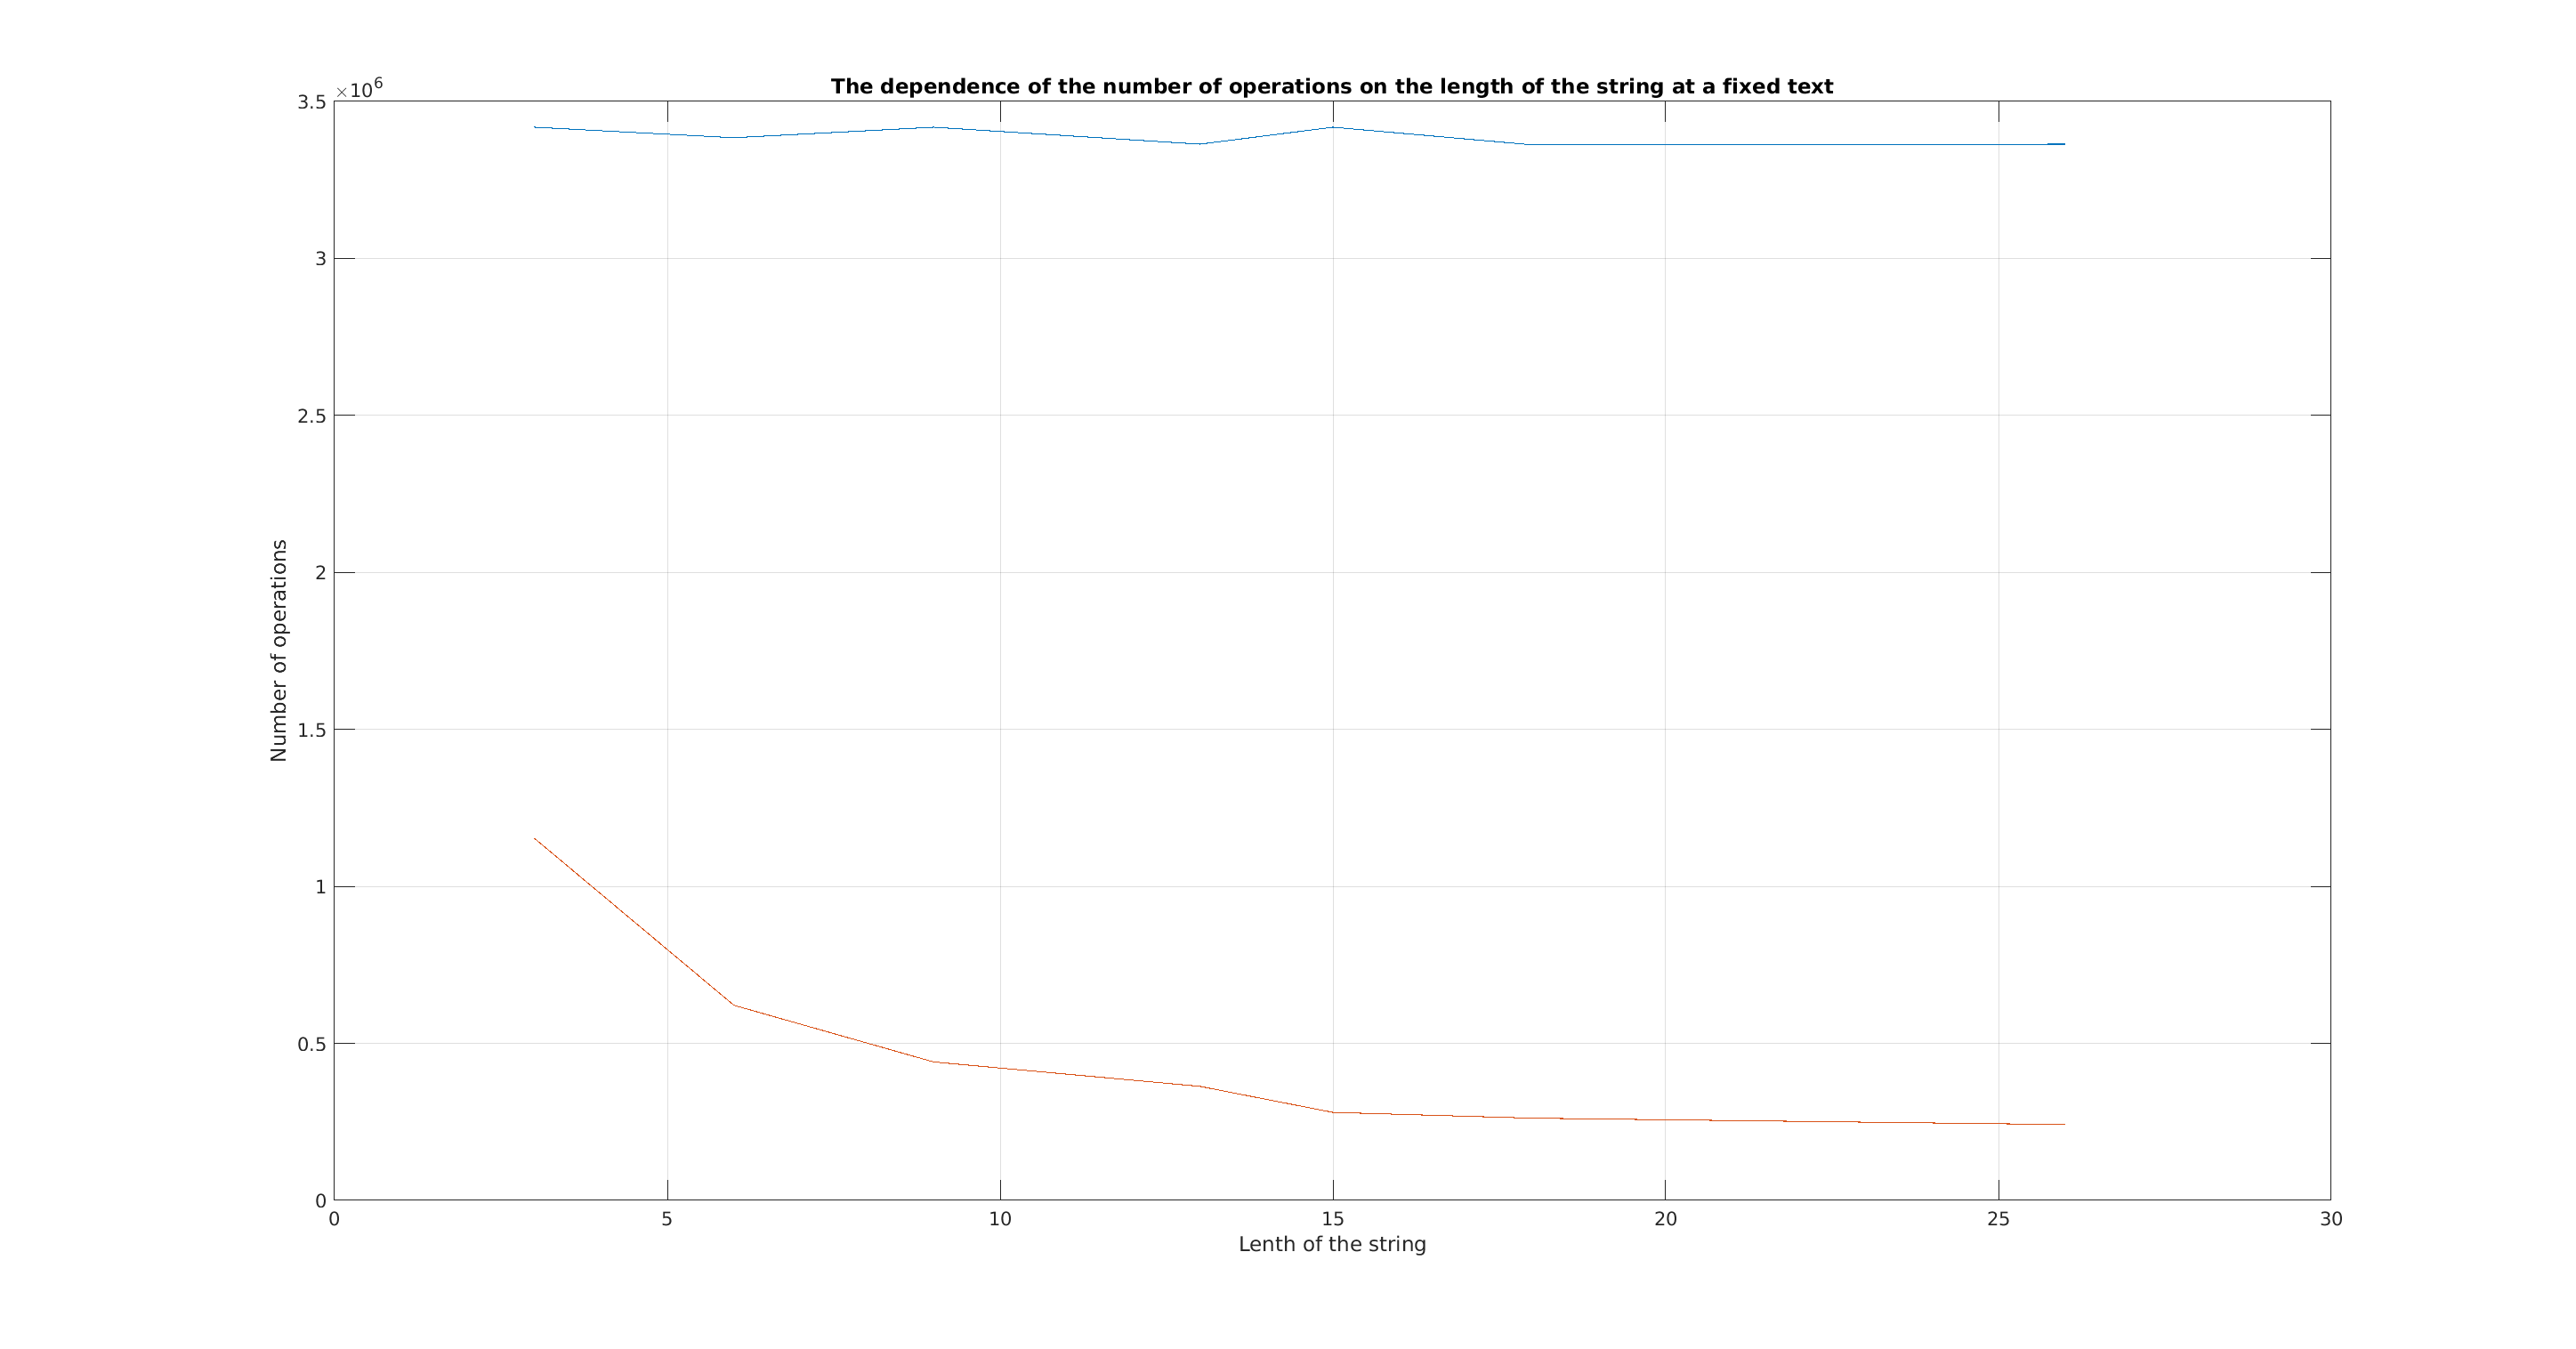 The dependence of the number of operations on the length of the string at a fixed text
×10⁶
3.5
3
2.5
2
1.5
1
0.5
0
Number of operations
0 5 10 15 20 25 30
Lenth of the string